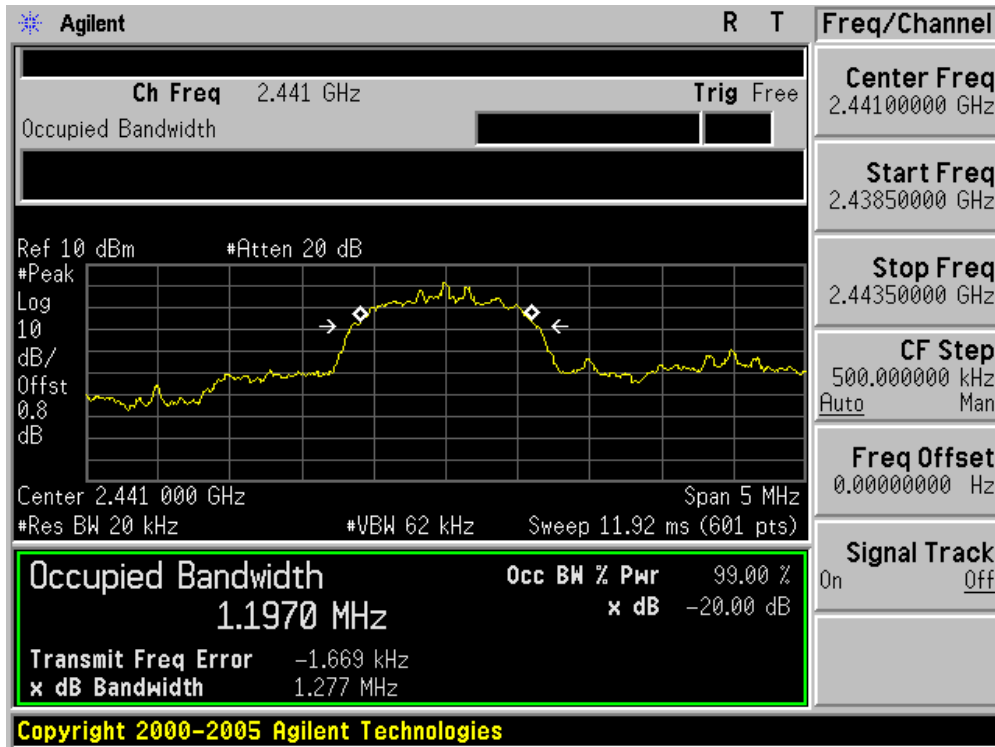 Agilent R T
Freq/Channel
Ch Freq 2.441 GHz Trig Free
Occupied Bandwidth
Center Freq
2.44100000 GHz
Start Freq
2.43850000 GHz
Stop Freq
2.44350000 GHz
CF Step
500.000000 kHz
Auto Man
Freq Offset
0.00000000 Hz
Signal Track
On Off
Ref 10 dBm #Atten 20 dB
#Peak
Log
10
dB/
Offst
0.8
dB
Center 2.441 000 GHz Span 5 MHz
#Res BW 20 kHz #VBW 62 kHz Sweep 11.92 ms (601 pts)
Occupied Bandwidth
1.1970 MHz
Occ BW % Pwr 99.00 %
x dB -20.00 dB
Transmit Freq Error -1.669 kHz
x dB Bandwidth 1.277 MHz
Copyright 2000-2005 Agilent Technologies